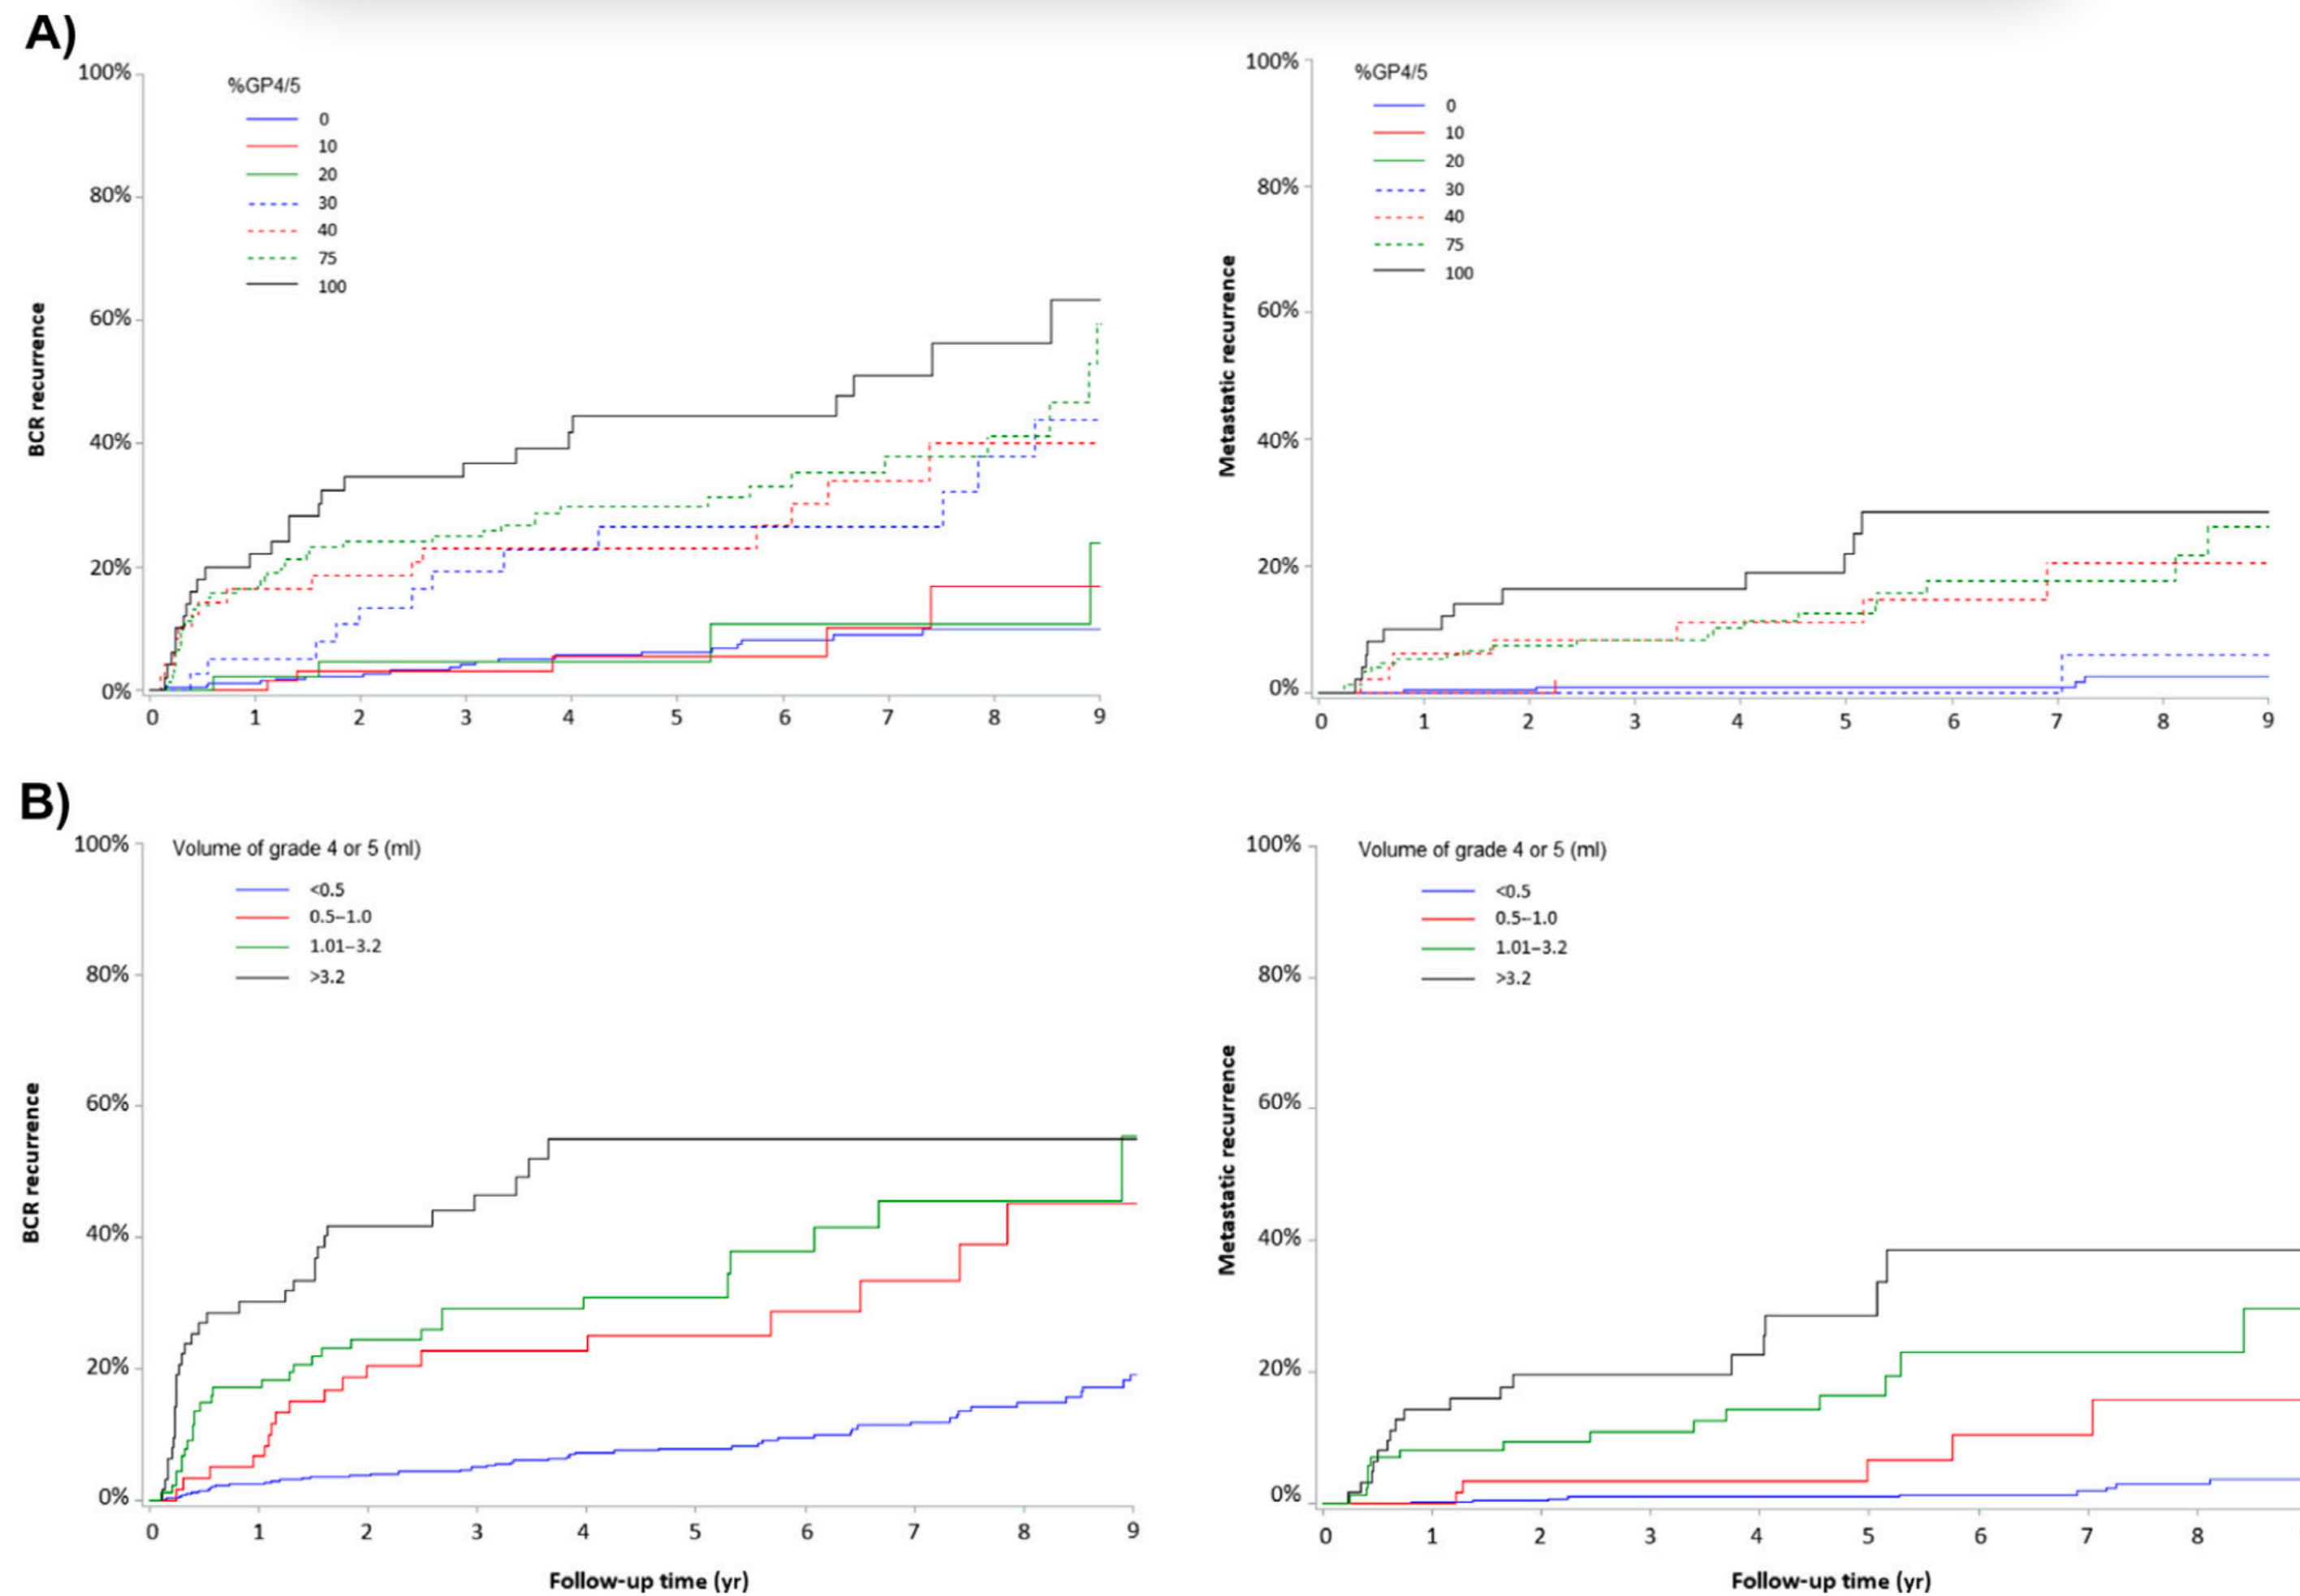 A)
100%
80%
60%
40%
20%
0%
BCR recurrence
%GP4/5
0
10
20
30
40
75
100
0 1 2 3 4 5 6 7 8 9
100%
80%
60%
40%
20%
0%
Metastatic recurrence
%GP4/5
0
10
20
30
40
75
100
0 1 2 3 4 5 6 7 8 9
B)
100%
80%
60%
40%
20%
0%
BCR recurrence
Volume of grade 4 or 5 (ml)
<0.5
0.5–1.0
1.01–3.2
>3.2
0 1 2 3 4 5 6 7 8 9
Follow-up time (yr)
100%
80%
60%
40%
20%
0%
Metastatic recurrence
Volume of grade 4 or 5 (ml)
<0.5
0.5–1.0
1.01–3.2
>3.2
0 1 2 3 4 5 6 7 8
Follow-up time (yr)